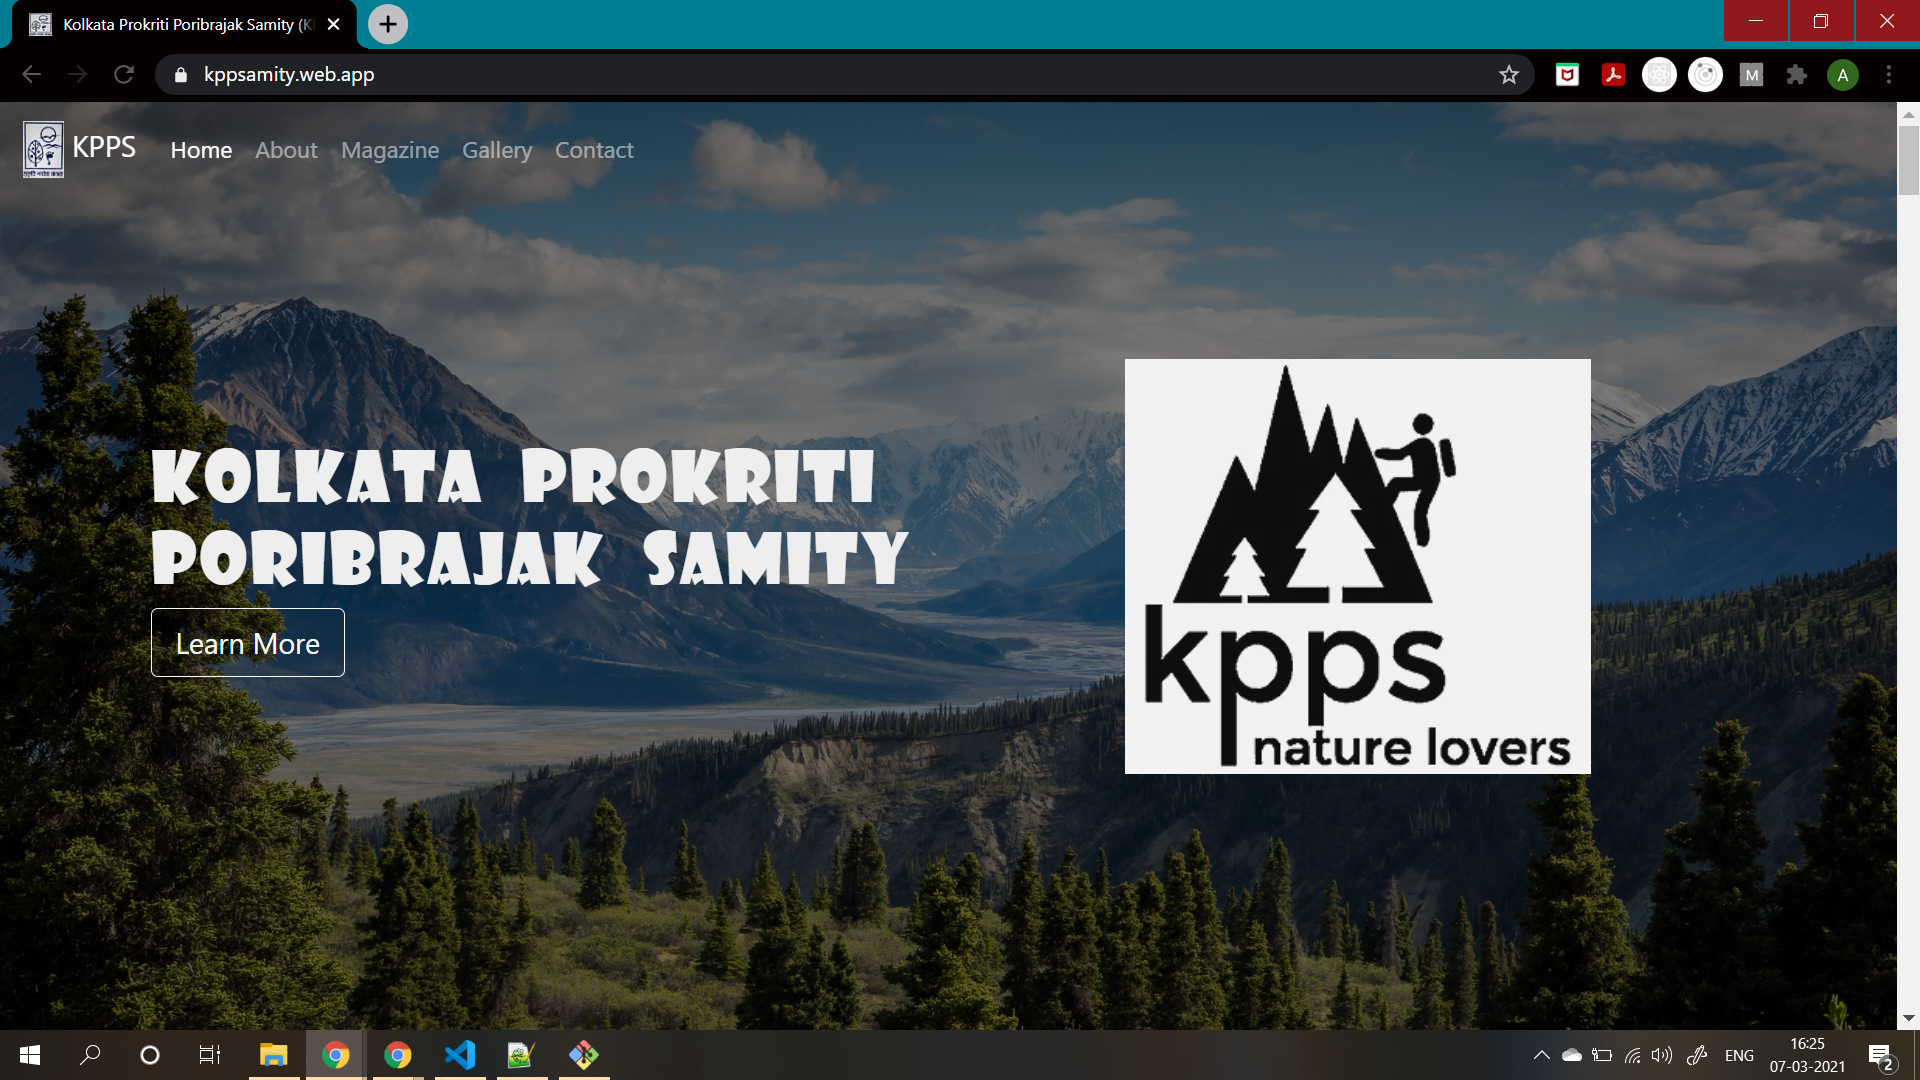 Kolkata Prokriti Poribrajak Samity (K
kppsamity.web.app
M
A
KPPS
Home
About
Magazine
Gallery
Contact
KOLKATA PROKRITI
PORIBRAJAK SAMITY
Learn More
kpps
nature lovers
ENG
16:25
07-03-2021
2